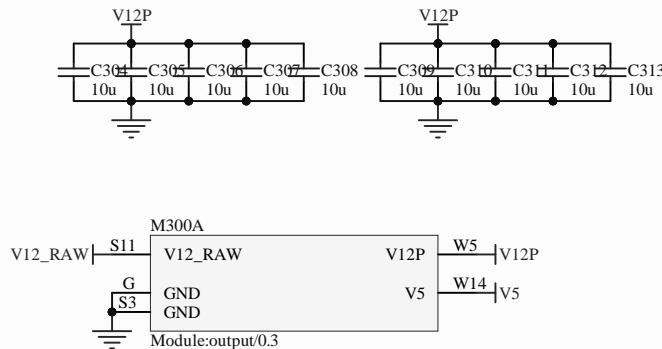 V12P V12P
C304 C305 C306 C307 C308 C309 C310 C311 C312 C313
10u 10u 10u 10u 10u 10u 10u 10u 10u 10u
M300A
V12_RAW S11 V12_RAW V12P W5 V12P
G GND V5 W14 V5
S3 GND
Module:output/0.3